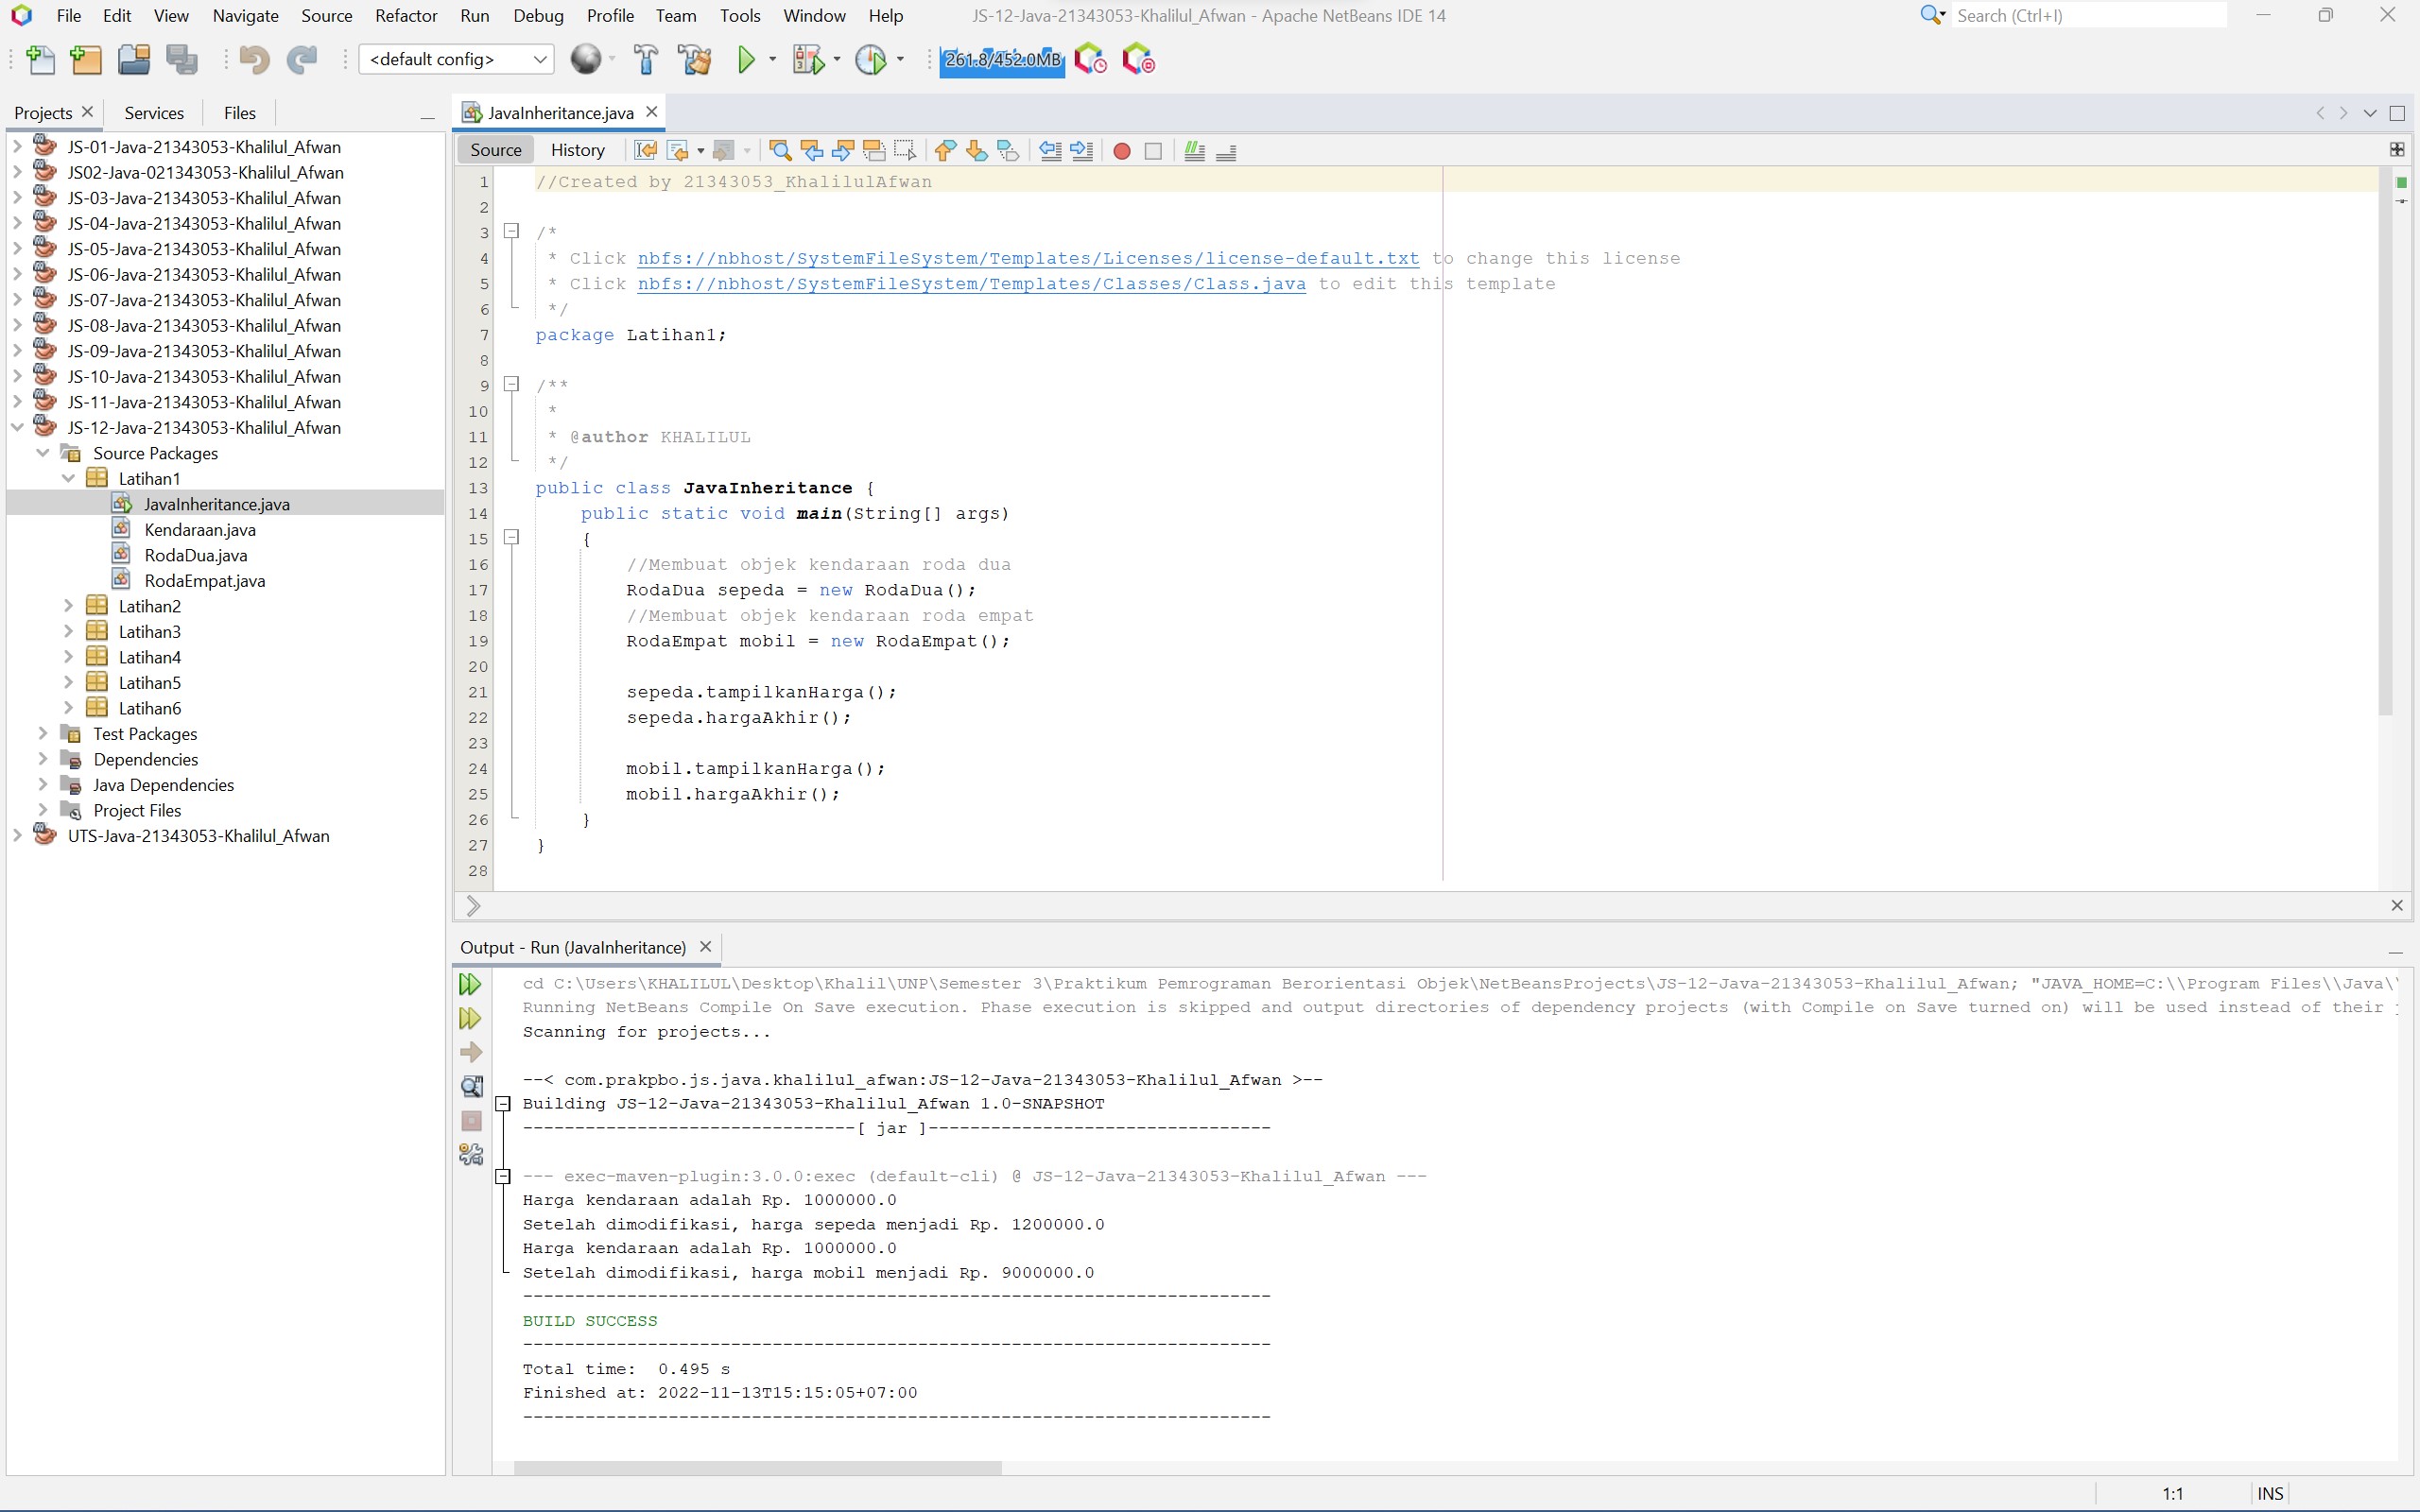 File Edit View Navigate Source Refactor Run Debug Profile Team Tools Window Help JS-12-Java-21343053-Khalilul_Afwan - Apache NetBeans IDE 14 Search (Ctrl+I)
<default config> 261.8/452.0MB
Projects Services Files
JS-01-Java-21343053-Khalilul_Afwan
JS02-Java-021343053-Khalilul_Afwan
JS-03-Java-21343053-Khalilul_Afwan
JS-04-Java-21343053-Khalilul_Afwan
JS-05-Java-21343053-Khalilul_Afwan
JS-06-Java-21343053-Khalilul_Afwan
JS-07-Java-21343053-Khalilul_Afwan
JS-08-Java-21343053-Khalilul_Afwan
JS-09-Java-21343053-Khalilul_Afwan
JS-10-Java-21343053-Khalilul_Afwan
JS-11-Java-21343053-Khalilul_Afwan
JS-12-Java-21343053-Khalilul_Afwan
Source Packages
Latihan1
JavaInheritance.java
Kendaraan.java
RodaDua.java
RodaEmpat.java
Latihan2
Latihan3
Latihan4
Latihan5
Latihan6
Test Packages
Dependencies
Java Dependencies
Project Files
UTS-Java-21343053-Khalilul_Afwan
JavaInheritance.java
Source History
1 //Created by 21343053_KhalilulAfwan
2
3 /*
4 * Click nbfs://nbhost/SystemFileSystem/Templates/Licenses/license-default.txt to change this license
5 * Click nbfs://nbhost/SystemFileSystem/Templates/Classes/Class.java to edit this template
6 */
7 package Latihan1;
8
9 /**
10 *
11 * @author KHALILUL
12 */
13 public class JavaInheritance {
14 public static void main(String[] args)
15 {
16 //Membuat objek kendaraan roda dua
17 RodaDua sepeda = new RodaDua();
18 //Membuat objek kendaraan roda empat
19 RodaEmpat mobil = new RodaEmpat();
20
21 sepeda.tampilkanHarga();
22 sepeda.hargaAkhir();
23
24 mobil.tampilkanHarga();
25 mobil.hargaAkhir();
26 }
27 }
28
Output - Run (JavaInheritance)
cd C:\Users\KHALILUL\Desktop\Khalil\UNP\Semester 3\Praktikum Pemrograman Berorientasi Objek\NetBeansProjects\JS-12-Java-21343053-Khalilul_Afwan; "JAVA_HOME=C:\\Program Files\\Java\\
Running NetBeans Compile On Save execution. Phase execution is skipped and output directories of dependency projects (with Compile on Save turned on) will be used instead of their
Scanning for projects...
--< com.prakpbo.js.java.khalilul_afwan:JS-12-Java-21343053-Khalilul_Afwan >--
Building JS-12-Java-21343053-Khalilul_Afwan 1.0-SNAPSHOT
--------------------------------[ jar ]---------------------------------
--- exec-maven-plugin:3.0.0:exec (default-cli) @ JS-12-Java-21343053-Khalilul_Afwan ---
Harga kendaraan adalah Rp. 1000000.0
Setelah dimodifikasi, harga sepeda menjadi Rp. 1200000.0
Harga kendaraan adalah Rp. 1000000.0
Setelah dimodifikasi, harga mobil menjadi Rp. 9000000.0
------------------------------------------------------------------------
BUILD SUCCESS
------------------------------------------------------------------------
Total time:  0.495 s
Finished at: 2022-11-13T15:15:05+07:00
------------------------------------------------------------------------
1:1 INS